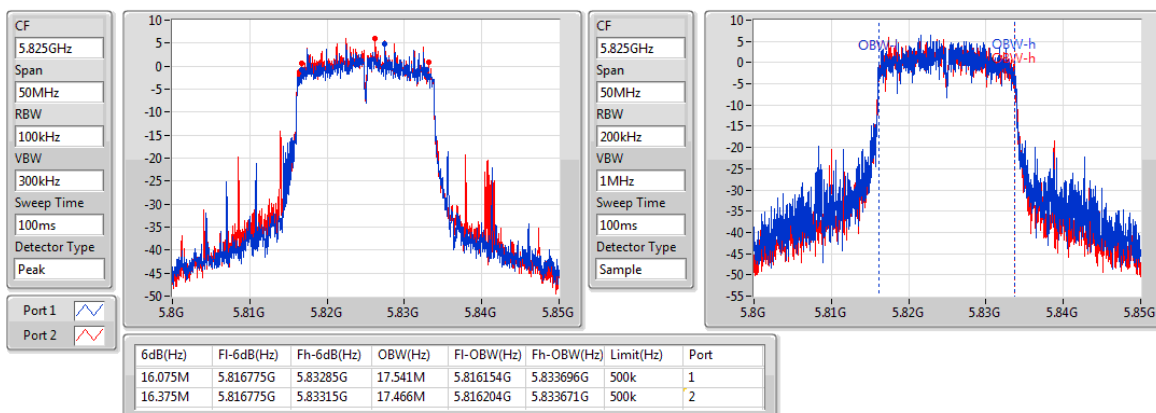 CF
5.825GHz
Span
50MHz
RBW
100kHz
VBW
300kHz
Sweep Time
100ms
Detector Type
Peak
Port 1
Port 2
10
5
0
-5
-10
-15
-20
-25
-30
-35
-40
-45
-50
5.8G
5.81G
5.82G
5.83G
5.84G
5.85G
CF
5.825GHz
Span
50MHz
RBW
200kHz
VBW
1MHz
Sweep Time
100ms
Detector Type
Sample
10
5
0
-5
-10
-15
-20
-25
-30
-35
-40
-45
-50
-55
OBW-l
OBW-h
OBW-h
5.8G
5.81G
5.82G
5.83G
5.84G
5.85G
6dB(Hz) Fl-6dB(Hz) Fh-6dB(Hz) OBW(Hz) Fl-OBW(Hz) Fh-OBW(Hz) Limit(Hz) Port
16.075M 5.816775G 5.83285G 17.541M 5.816154G 5.833696G 500k 1
16.375M 5.816775G 5.83315G 17.466M 5.816204G 5.833671G 500k 2